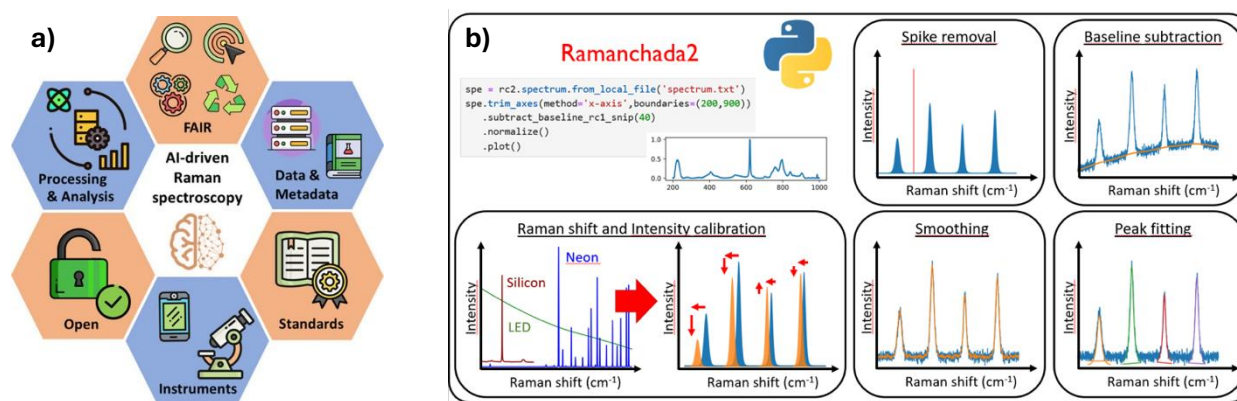 a)
FAIR
Processing
& Analysis
AI-driven
Raman
spectroscopy
Data &
Metadata
Open
Instruments
Standards
b)
Ramanchada2
spe = rc2.spectrum.from_local_file('spectrum.txt')
spe.trim_axes(method='x-axis',boundaries=(200,900))
.subtract_baseline_rc1_snip(40)
.normalize()
.plot()
1.0
0.5
0.0
200 400 600 800 1000
Spike removal
Intensity
Raman shift (cm⁻¹)
Baseline subtraction
Intensity
Raman shift (cm⁻¹)
Raman shift and Intensity calibration
Intensity
Silicon
LED
Neon
Raman shift (cm⁻¹)
Intensity
Raman shift (cm⁻¹)
Smoothing
Intensity
Raman shift (cm⁻¹)
Peak fitting
Intensity
Raman shift (cm⁻¹)